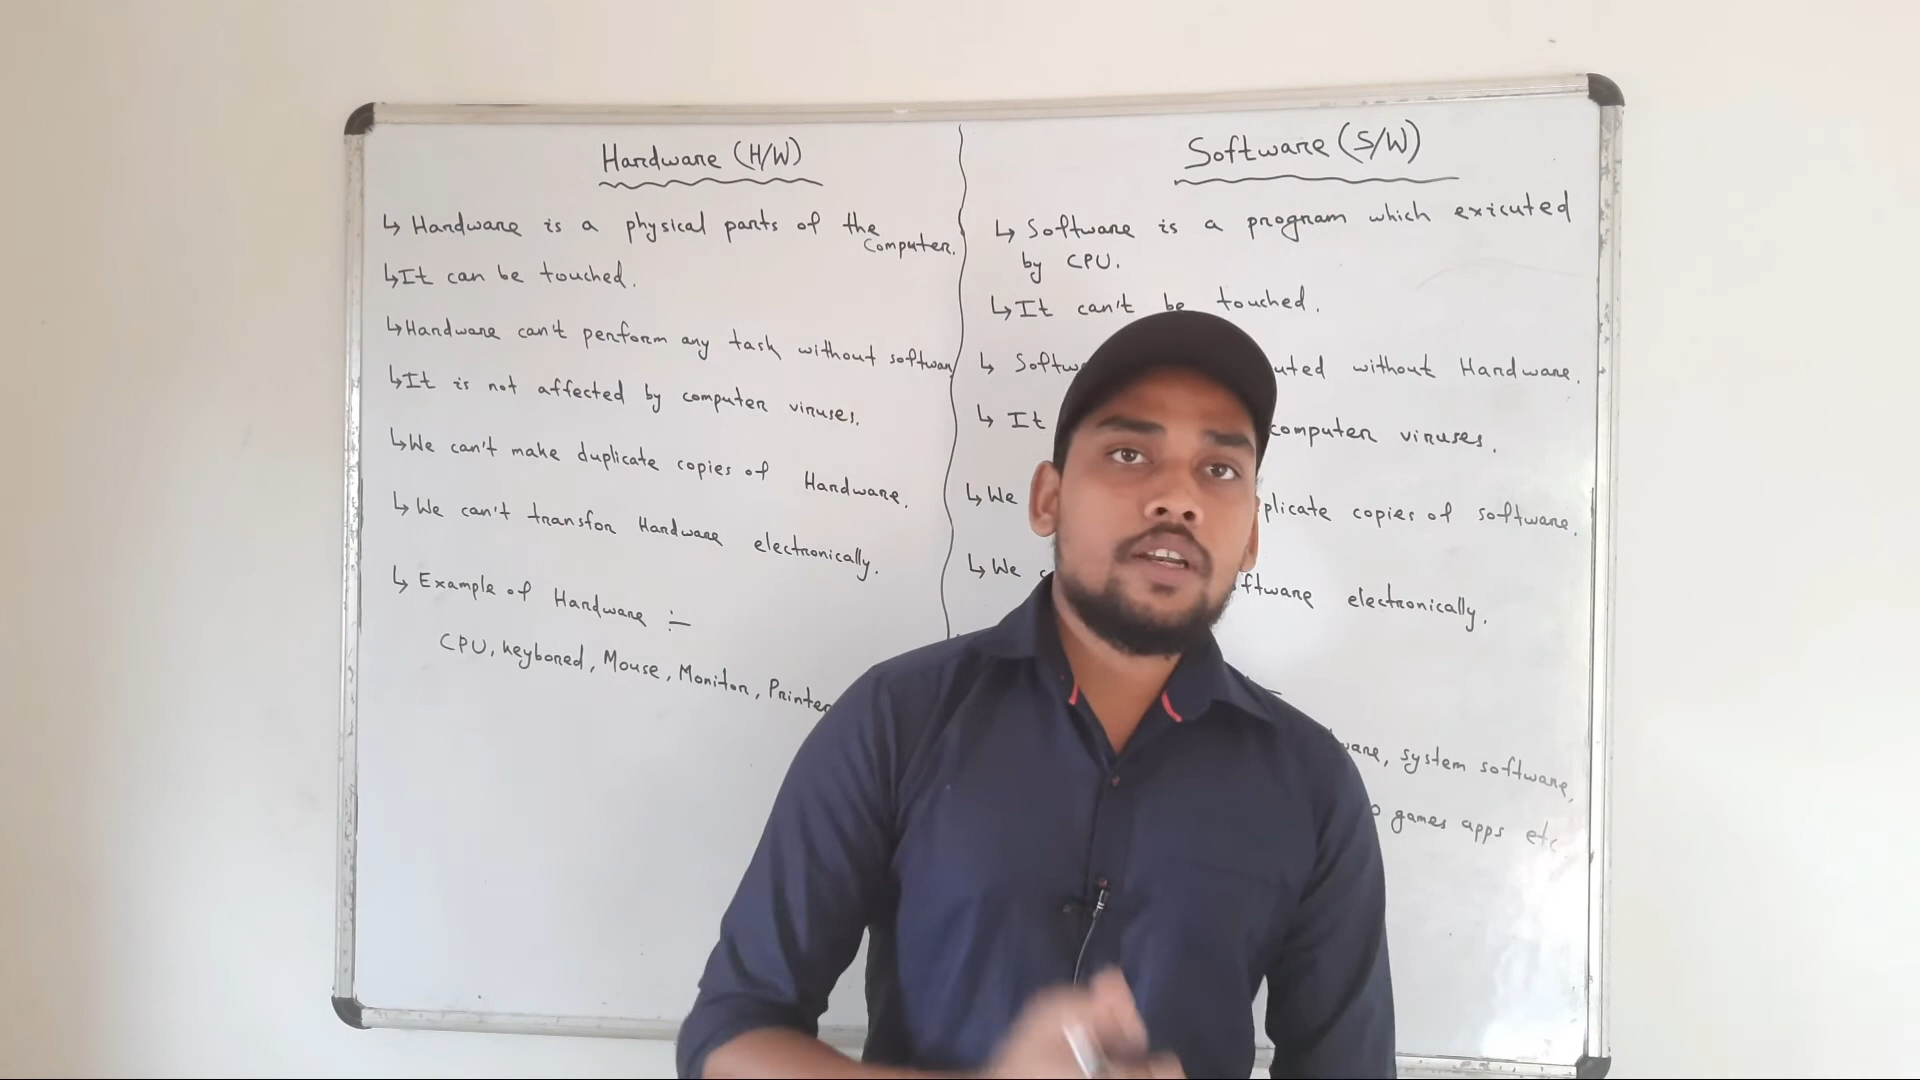 Hardware (H/W)
↳ Hardware is a physical parts of the
Computer.
↳ It can be touched.
↳ Hardware can't perform any task without softwar
↳ It is not affected by computer viruses.
↳ We can't make duplicate copies of Hardware.
↳ We can't transfor Hardware electronically.
↳ Example of Hardware :-
CPU, keybored, Mouse, Monitor, Printer
Software (S/W)
↳ Software is a program which exicuted
by CPU.
↳ It can't be touched.
↳ Softw uted without Hardware.
↳ It computer viruses.
↳ We plicate copies of software.
↳ We c ftware electronically.
ware, system software,
games apps etc